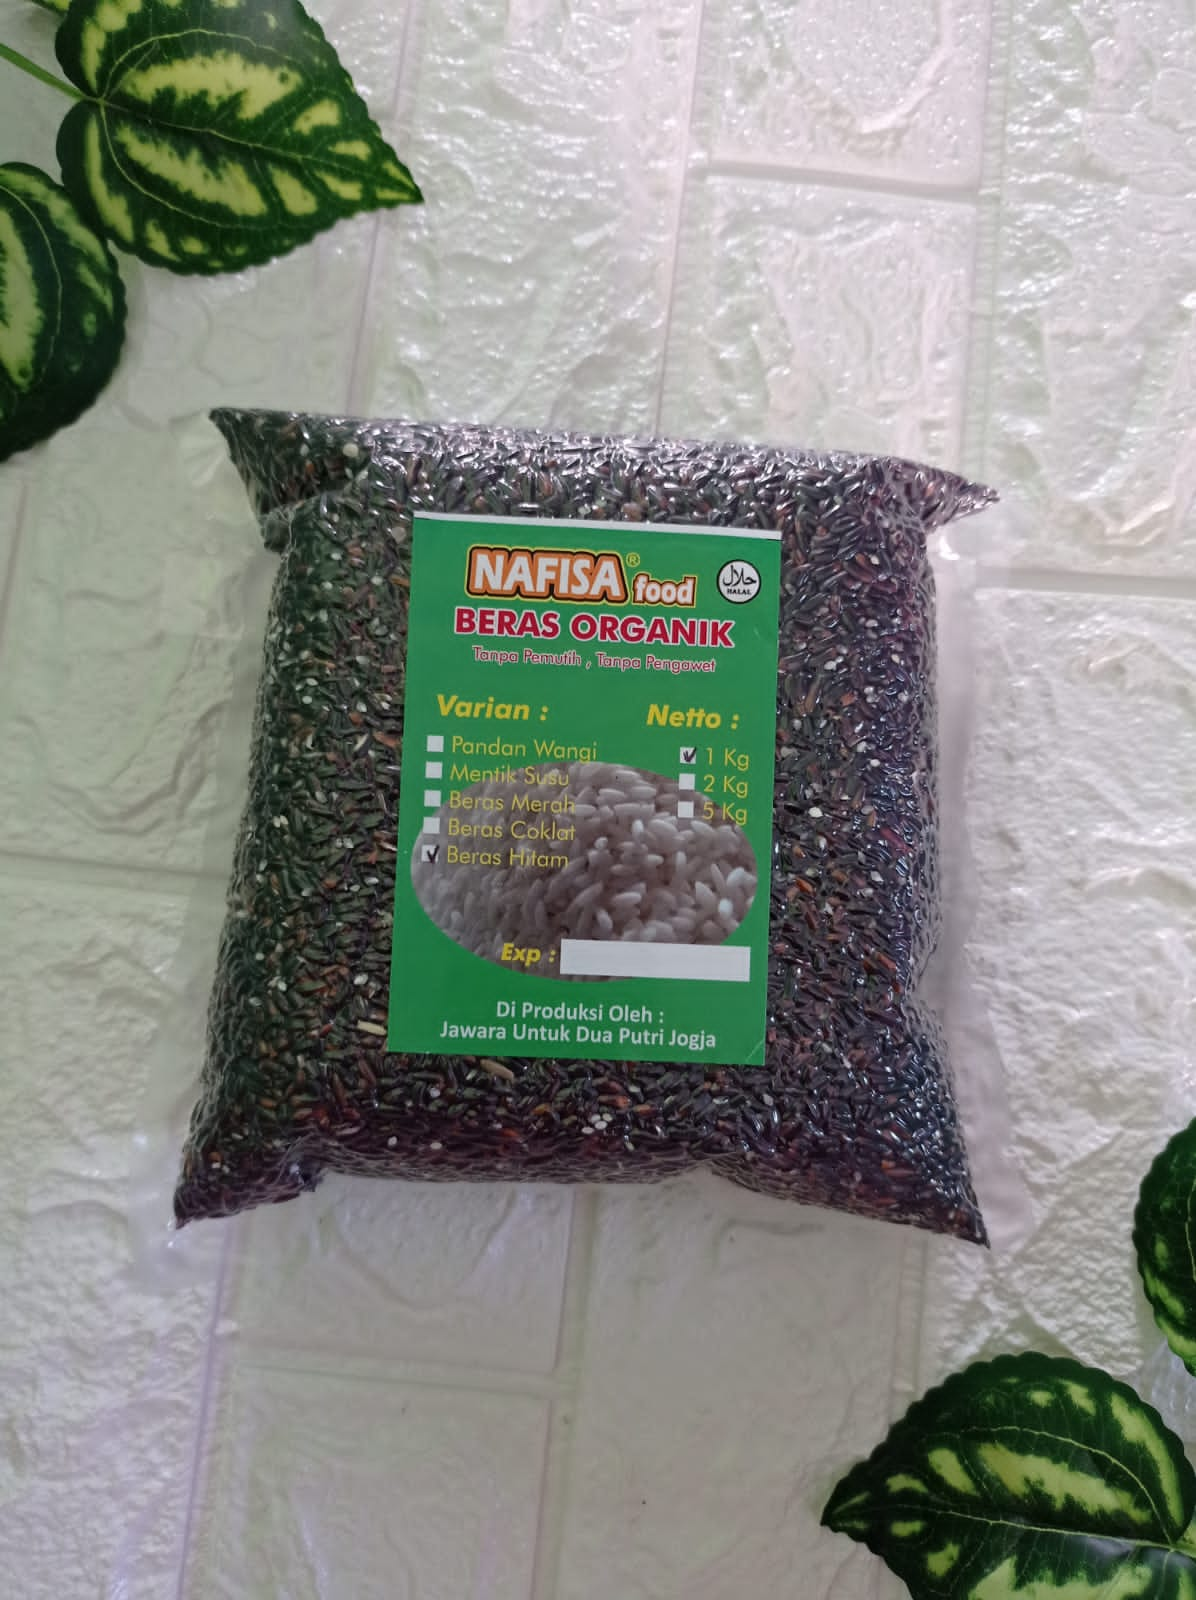 NAFISA® food
حلال
HALAL
BERAS ORGANIK
Tanpa Pemutih , Tanpa Pengawet
Varian :
Pandan Wangi
Mentik Susu
Beras Merah
Beras Coklat
Beras Hitam
Netto :
1 Kg
2 Kg
5 Kg
Exp :
Di Produksi Oleh :
Jawara Untuk Dua Putri Jogja